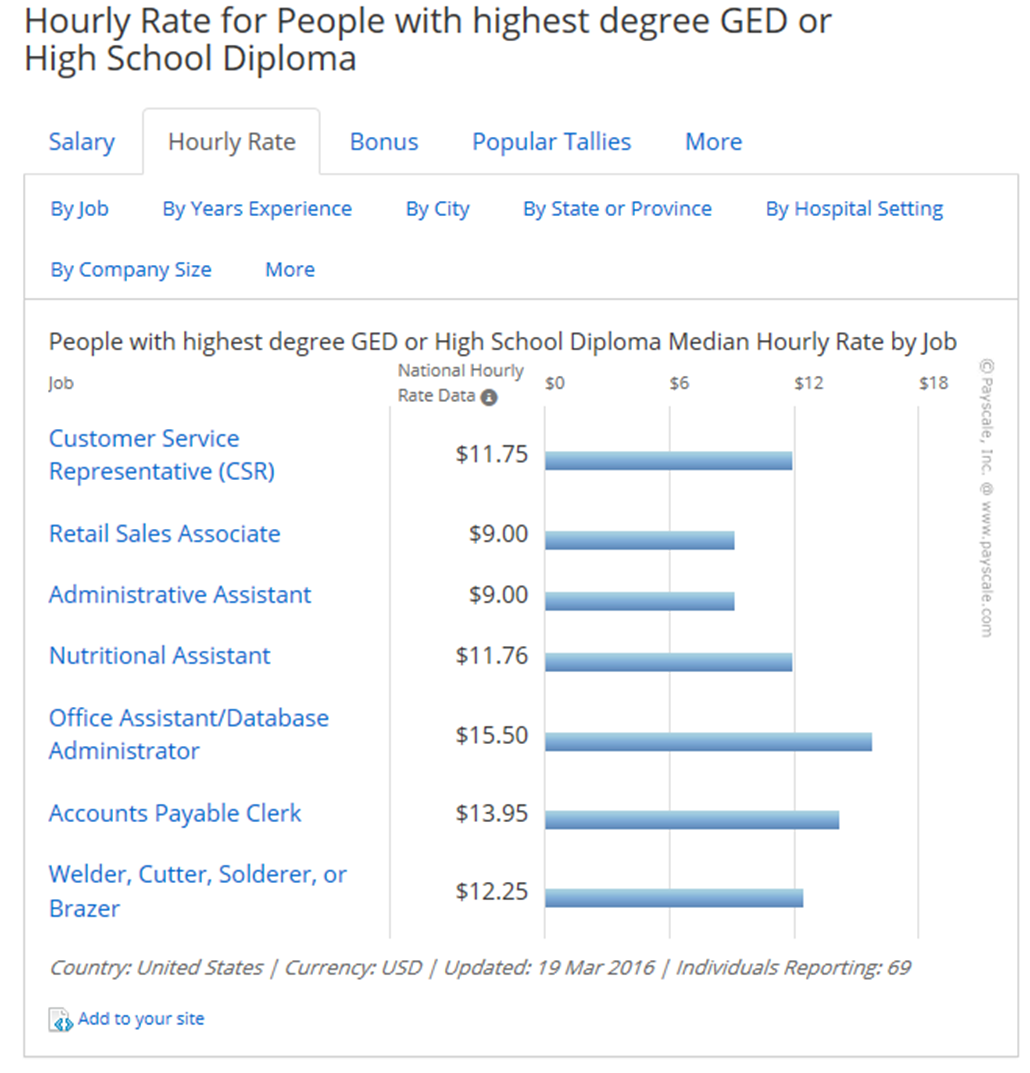 Hourly Rate for People with highest degree GED or
High School Diploma
Salary
Hourly Rate
Bonus
Popular Tallies
More
By Job
By Years Experience
By City
By State or Province
By Hospital Setting
By Company Size
More
People with highest degree GED or High School Diploma Median Hourly Rate by Job
Job
National Hourly
Rate Data
$0
$6
$12
$18
Customer Service
Representative (CSR)
$11.75
Retail Sales Associate
$9.00
Administrative Assistant
$9.00
Nutritional Assistant
$11.76
Office Assistant/Database
Administrator
$15.50
Accounts Payable Clerk
$13.95
Welder, Cutter, Solderer, or
Brazer
$12.25
© Payscale, Inc. @ www.payscale.com
Country: United States | Currency: USD | Updated: 19 Mar 2016 | Individuals Reporting: 69
Add to your site